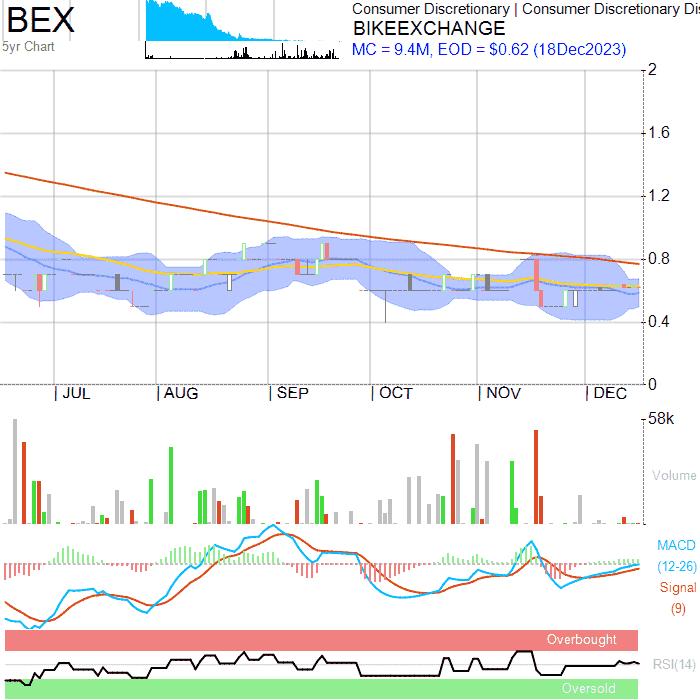 BEX
Consumer Discretionary | Consumer Discretionary Dis
BIKEEXCHANGE
5yr Chart
MC = 9.4M, EOD = $0.62 (18Dec2023)
2
1.6
1.2
0.8
0.4
0
| JUL | AUG | SEP | OCT | NOV | DEC
58k
Volume
MACD
(12-26)
Signal
(9)
Overbought
RSI(14)
Oversold